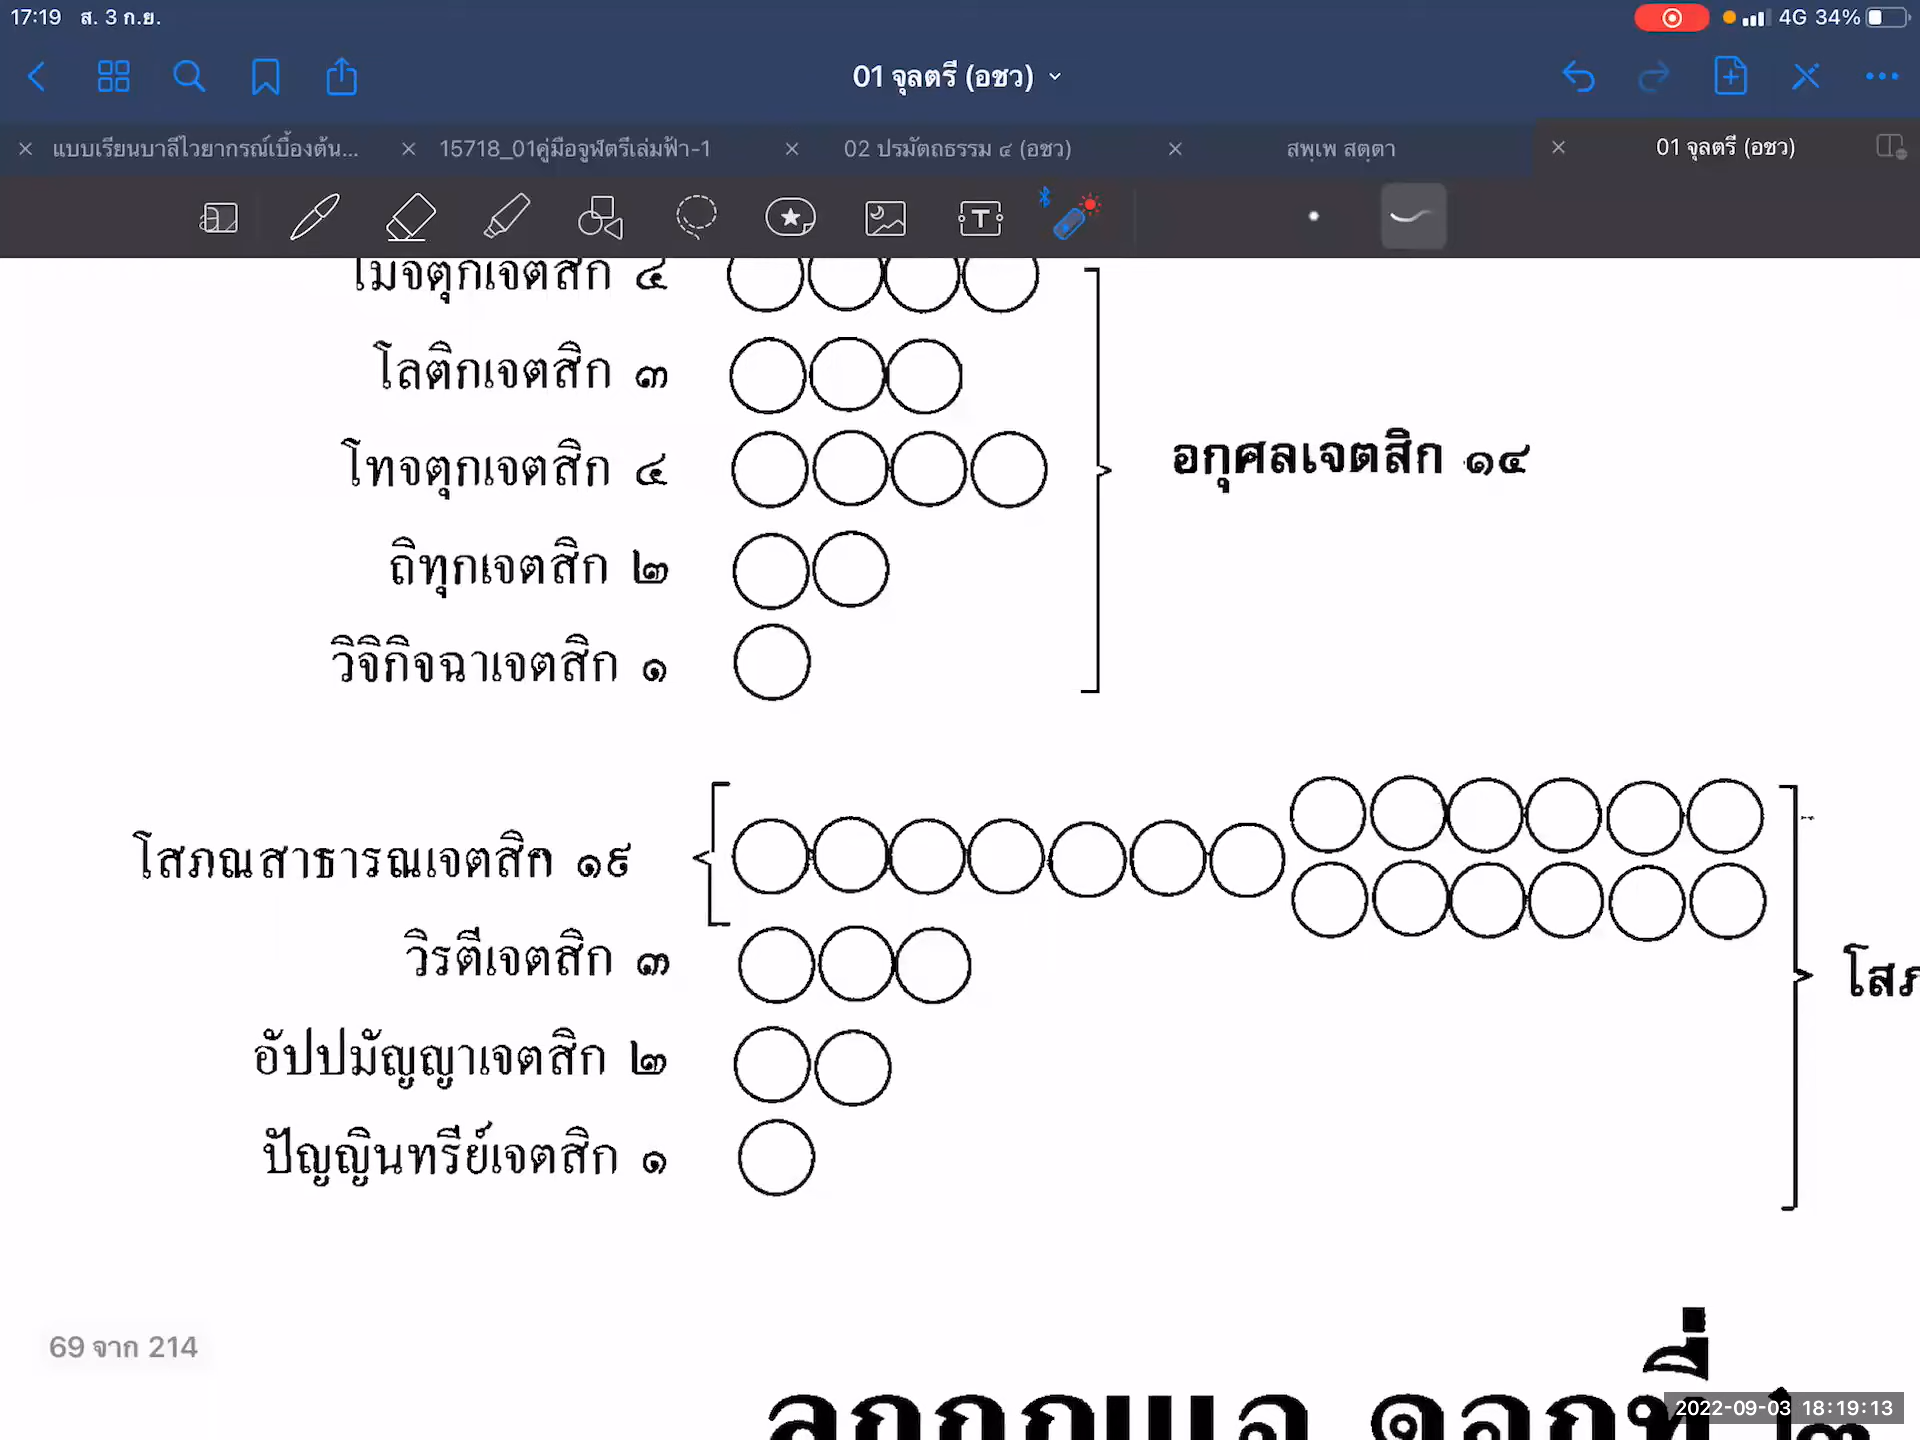 17:19 ส. 3 ก.ย. 4G 34%
01 จุลตรี (อชว)
แบบเรียนบาลีไวยากรณ์เบื้องต้น... 15718_01คู่มือจูฬตรีเล่มฟ้า-1 02 ปรมัตถธรรม ๔ (อชว) สพฺเพ สตฺตา 01 จุลตรี (อชว)
โมจตุกเจตสิก ๔
โลติกเจตสิก ๓
อกุศลเจตสิก ๑๔
โทจตุกเจตสิก ๔
ถิทุกเจตสิก ๒
วิจิกิจฉาเจตสิก ๑
โสภณสาธารณเจตสิก ๑๙
วิรตีเจตสิก ๓
โสภ
อัปปมัญญาเจตสิก ๒
ปัญญินทรีย์เจตสิก ๑
69 จาก 214
2022-09-03 18:19:13